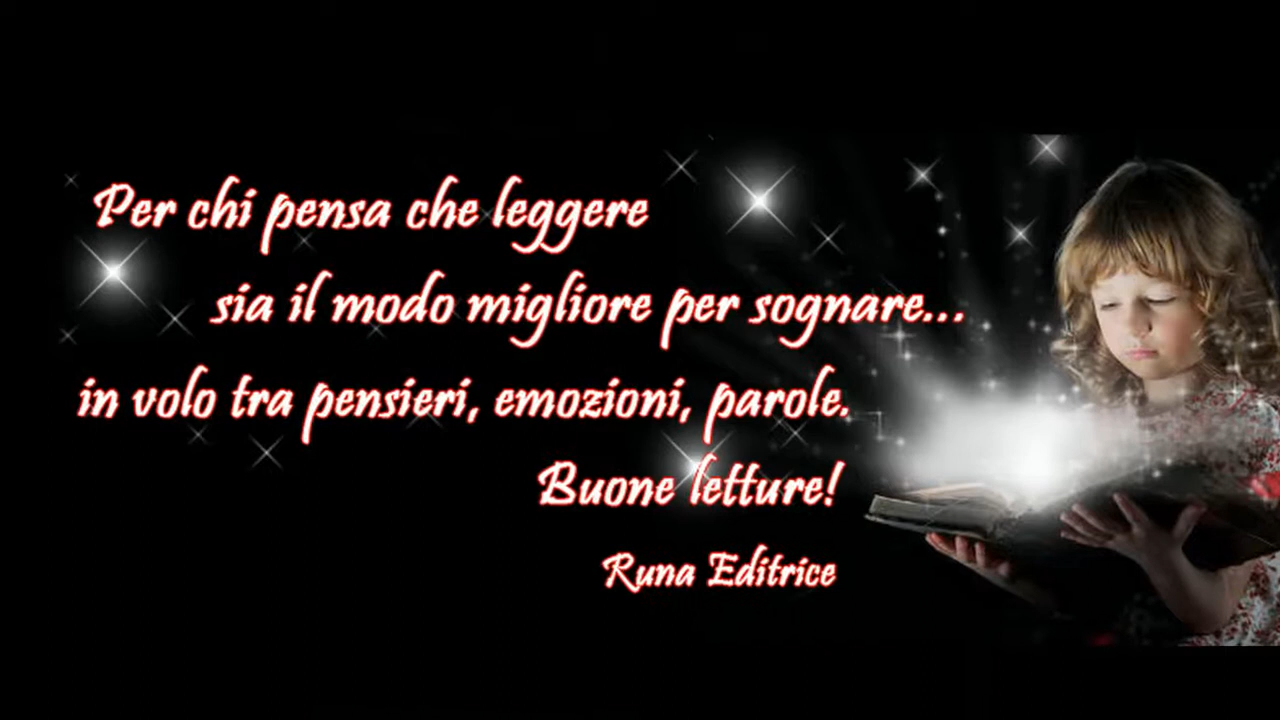 Per chi pensa che leggere
sia il modo migliore per sognare...
in volo tra pensieri, emozioni, parole.
Buone letture!
Runa Editrice